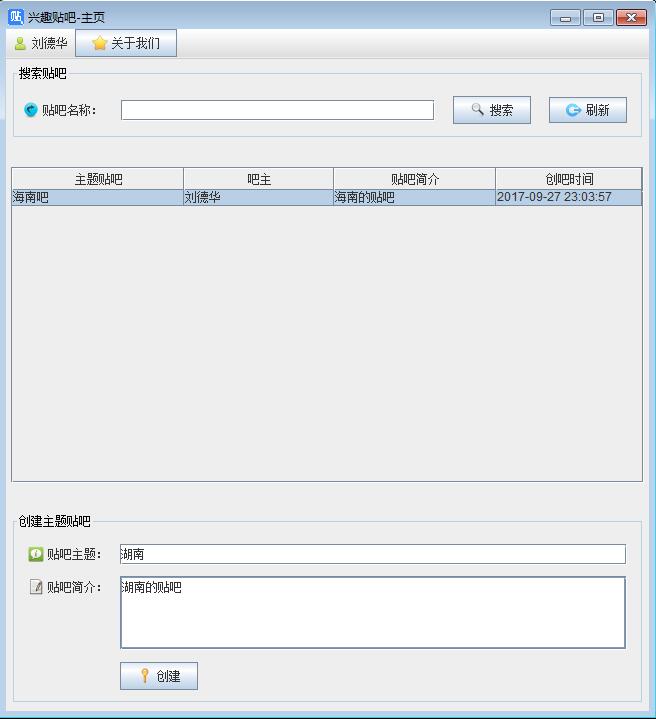 贴 兴趣贴吧-主页
刘德华 关于我们
搜索贴吧
贴吧名称： 搜索 刷新
主题贴吧 吧主 贴吧简介 创吧时间
海南吧 刘德华 海南的贴吧 2017-09-27 23:03:57
创建主题贴吧
贴吧主题： 湖南
贴吧简介： 湖南的贴吧
创建